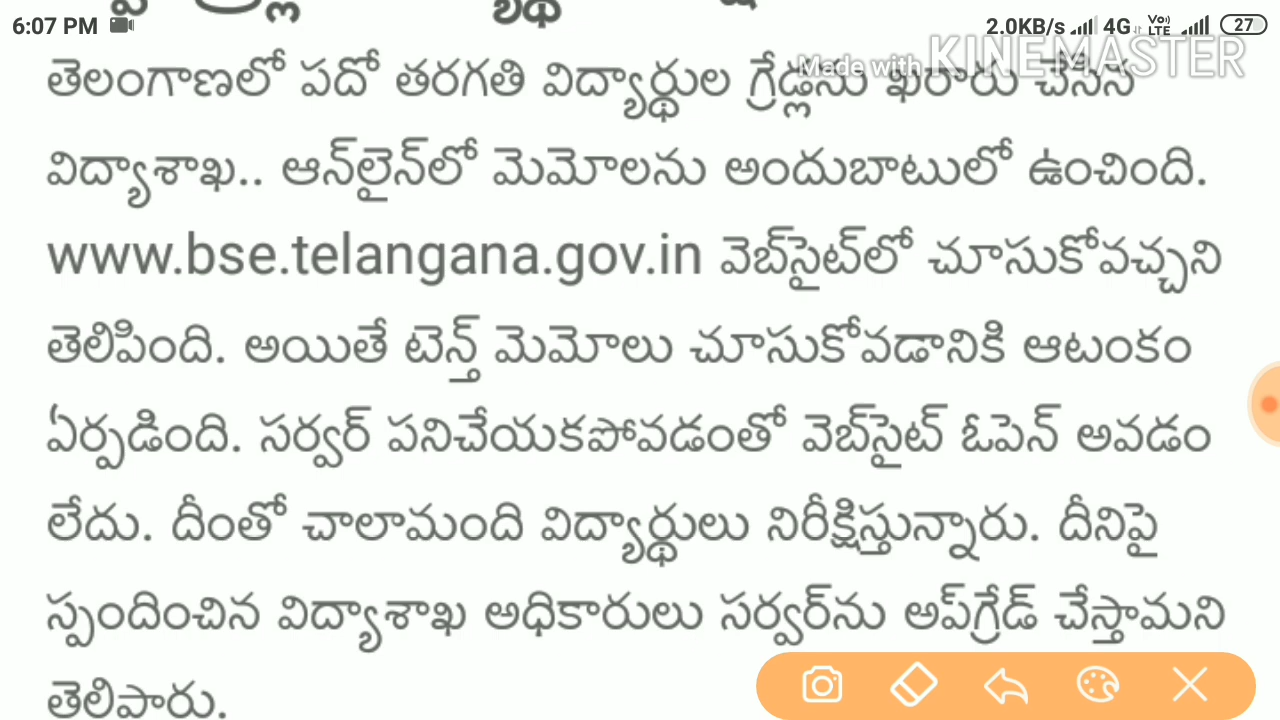 6:07 PM 2.0KB/s 4G VoLTE 27
Made with KINEMASTER
తెలంగాణలో పదో తరగతి విద్యార్థుల గ్రేడ్లను ఖరారు చేసిన
విద్యాశాఖ.. ఆన్‌లైన్‌లో మెమోలను అందుబాటులో ఉంచింది.
www.bse.telangana.gov.in వెబ్‌సైట్‌లో చూసుకోవచ్చని
తెలిపింది. అయితే టెన్త్ మెమోలు చూసుకోవడానికి ఆటంకం
ఏర్పడింది. సర్వర్ పనిచేయకపోవడంతో వెబ్‌సైట్ ఓపెన్ అవడం
లేదు. దీంతో చాలామంది విద్యార్థులు నిరీక్షిస్తున్నారు. దీనిపై
స్పందించిన విద్యాశాఖ అధికారులు సర్వర్‌ను అప్‌గ్రేడ్ చేస్తామని
తెలిపారు.